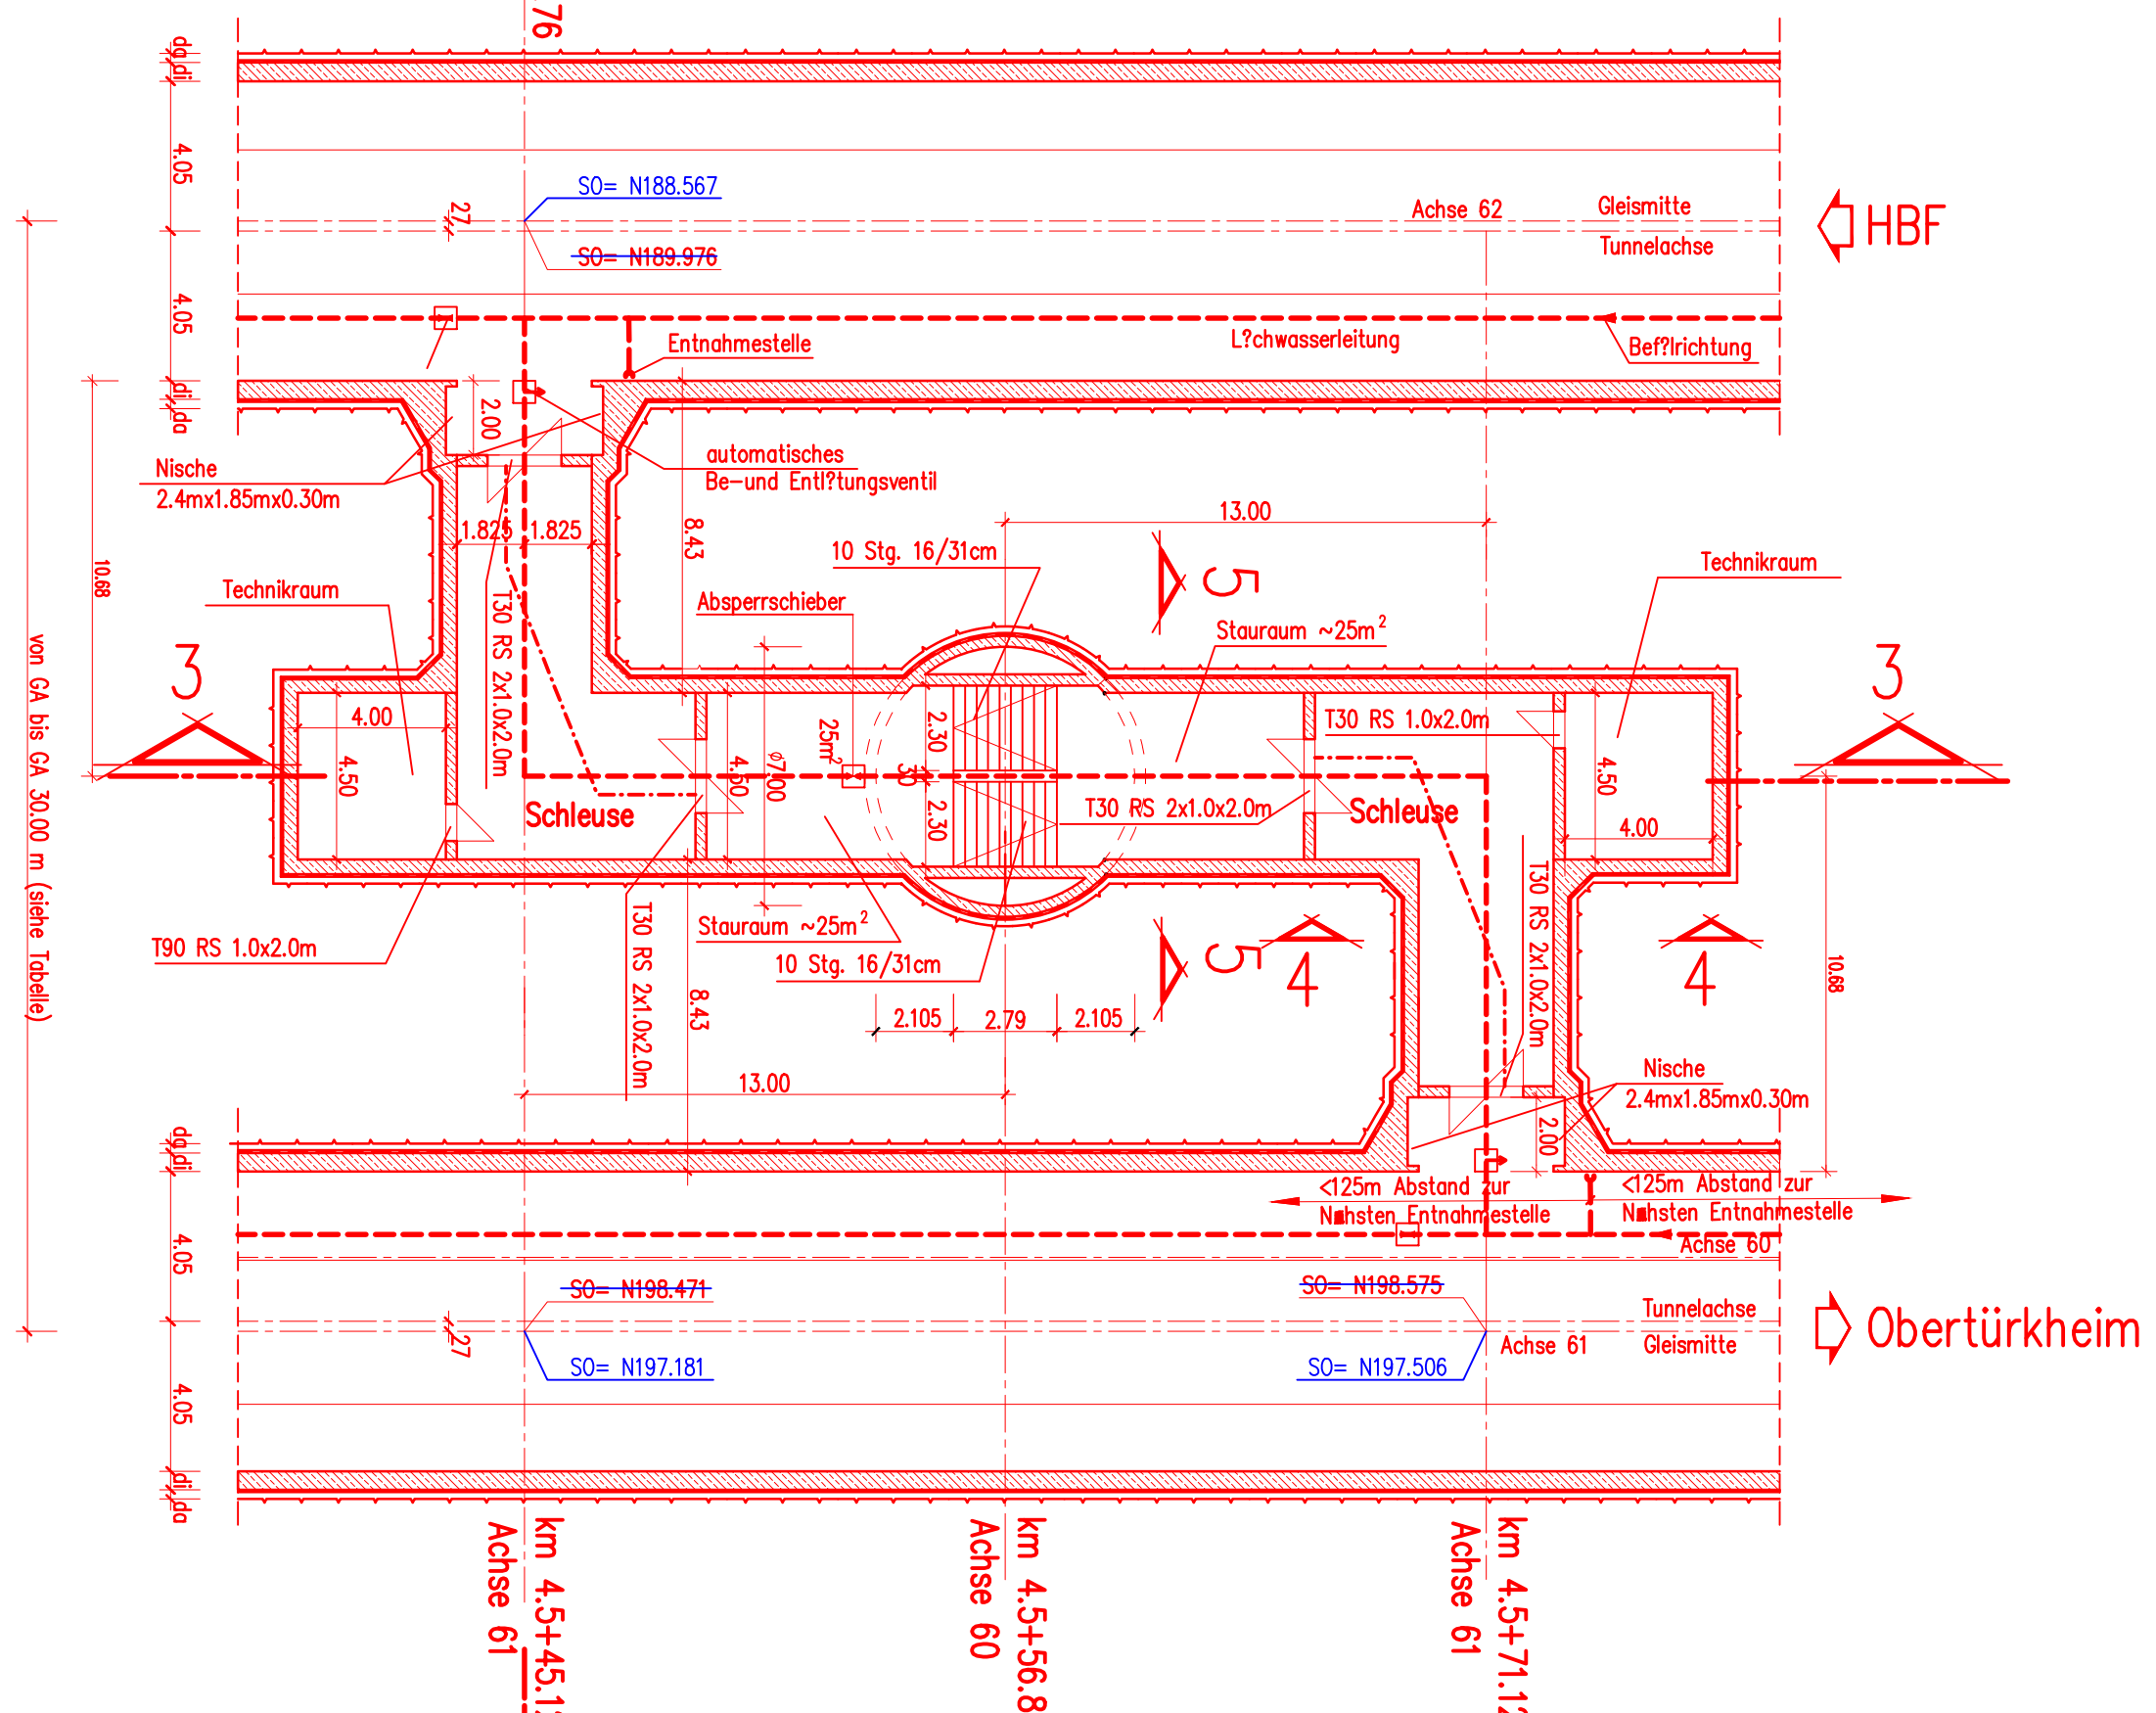 76
da
di
4.05
SO= N188.567
27
Achse 62
Gleismitte
HBF
SO= N189.976
Tunnelachse
4.05
Entnahmestelle
L?chwasserleitung
Bef?lrichtung
di
da
2.00
Nische
2.4mx1.85mx0.30m
automatisches
Be-und Entl?tungsventil
13.00
1.825
1.825
8.43
10 Stg. 16/31cm
5
Technikraum
10.68
Technikraum
Absperrschieber
T30 RS 2x1.0x2.0m
Stauraum ~25m²
3
3
von GA bis GA 30.00 m (siehe Tabelle)
4.00
2.30
T30 RS 1.0x2.0m
25m²
4.50
4.50
ø7.00
30
4.50
Schleuse
2.30
T30 RS 2x1.0x2.0m
Schleuse
4.00
T90 RS 1.0x2.0m
T30 RS 2x1.0x2.0m
Stauraum ~25m²
10 Stg. 16/31cm
5
4
T30 RS 2x1.0x2.0m
4
10.68
8.43
2.105
2.79
2.105
13.00
Nische
2.4mx1.85mx0.30m
2.00
da
di
<125m Abstand zur
<125m Abstand zur
Entnahmestelle
Entnahmestelle
4.05
Achse 60
SO= N198.471
SO= N198.575
Tunnelachse
Obertürkheim
27
Achse 61
Gleismitte
SO= N197.181
SO= N197.506
4.05
di
da
km 4.5+45.1
Achse 61
km 4.5+56.8
Achse 60
km 4.5+71.1
Achse 61